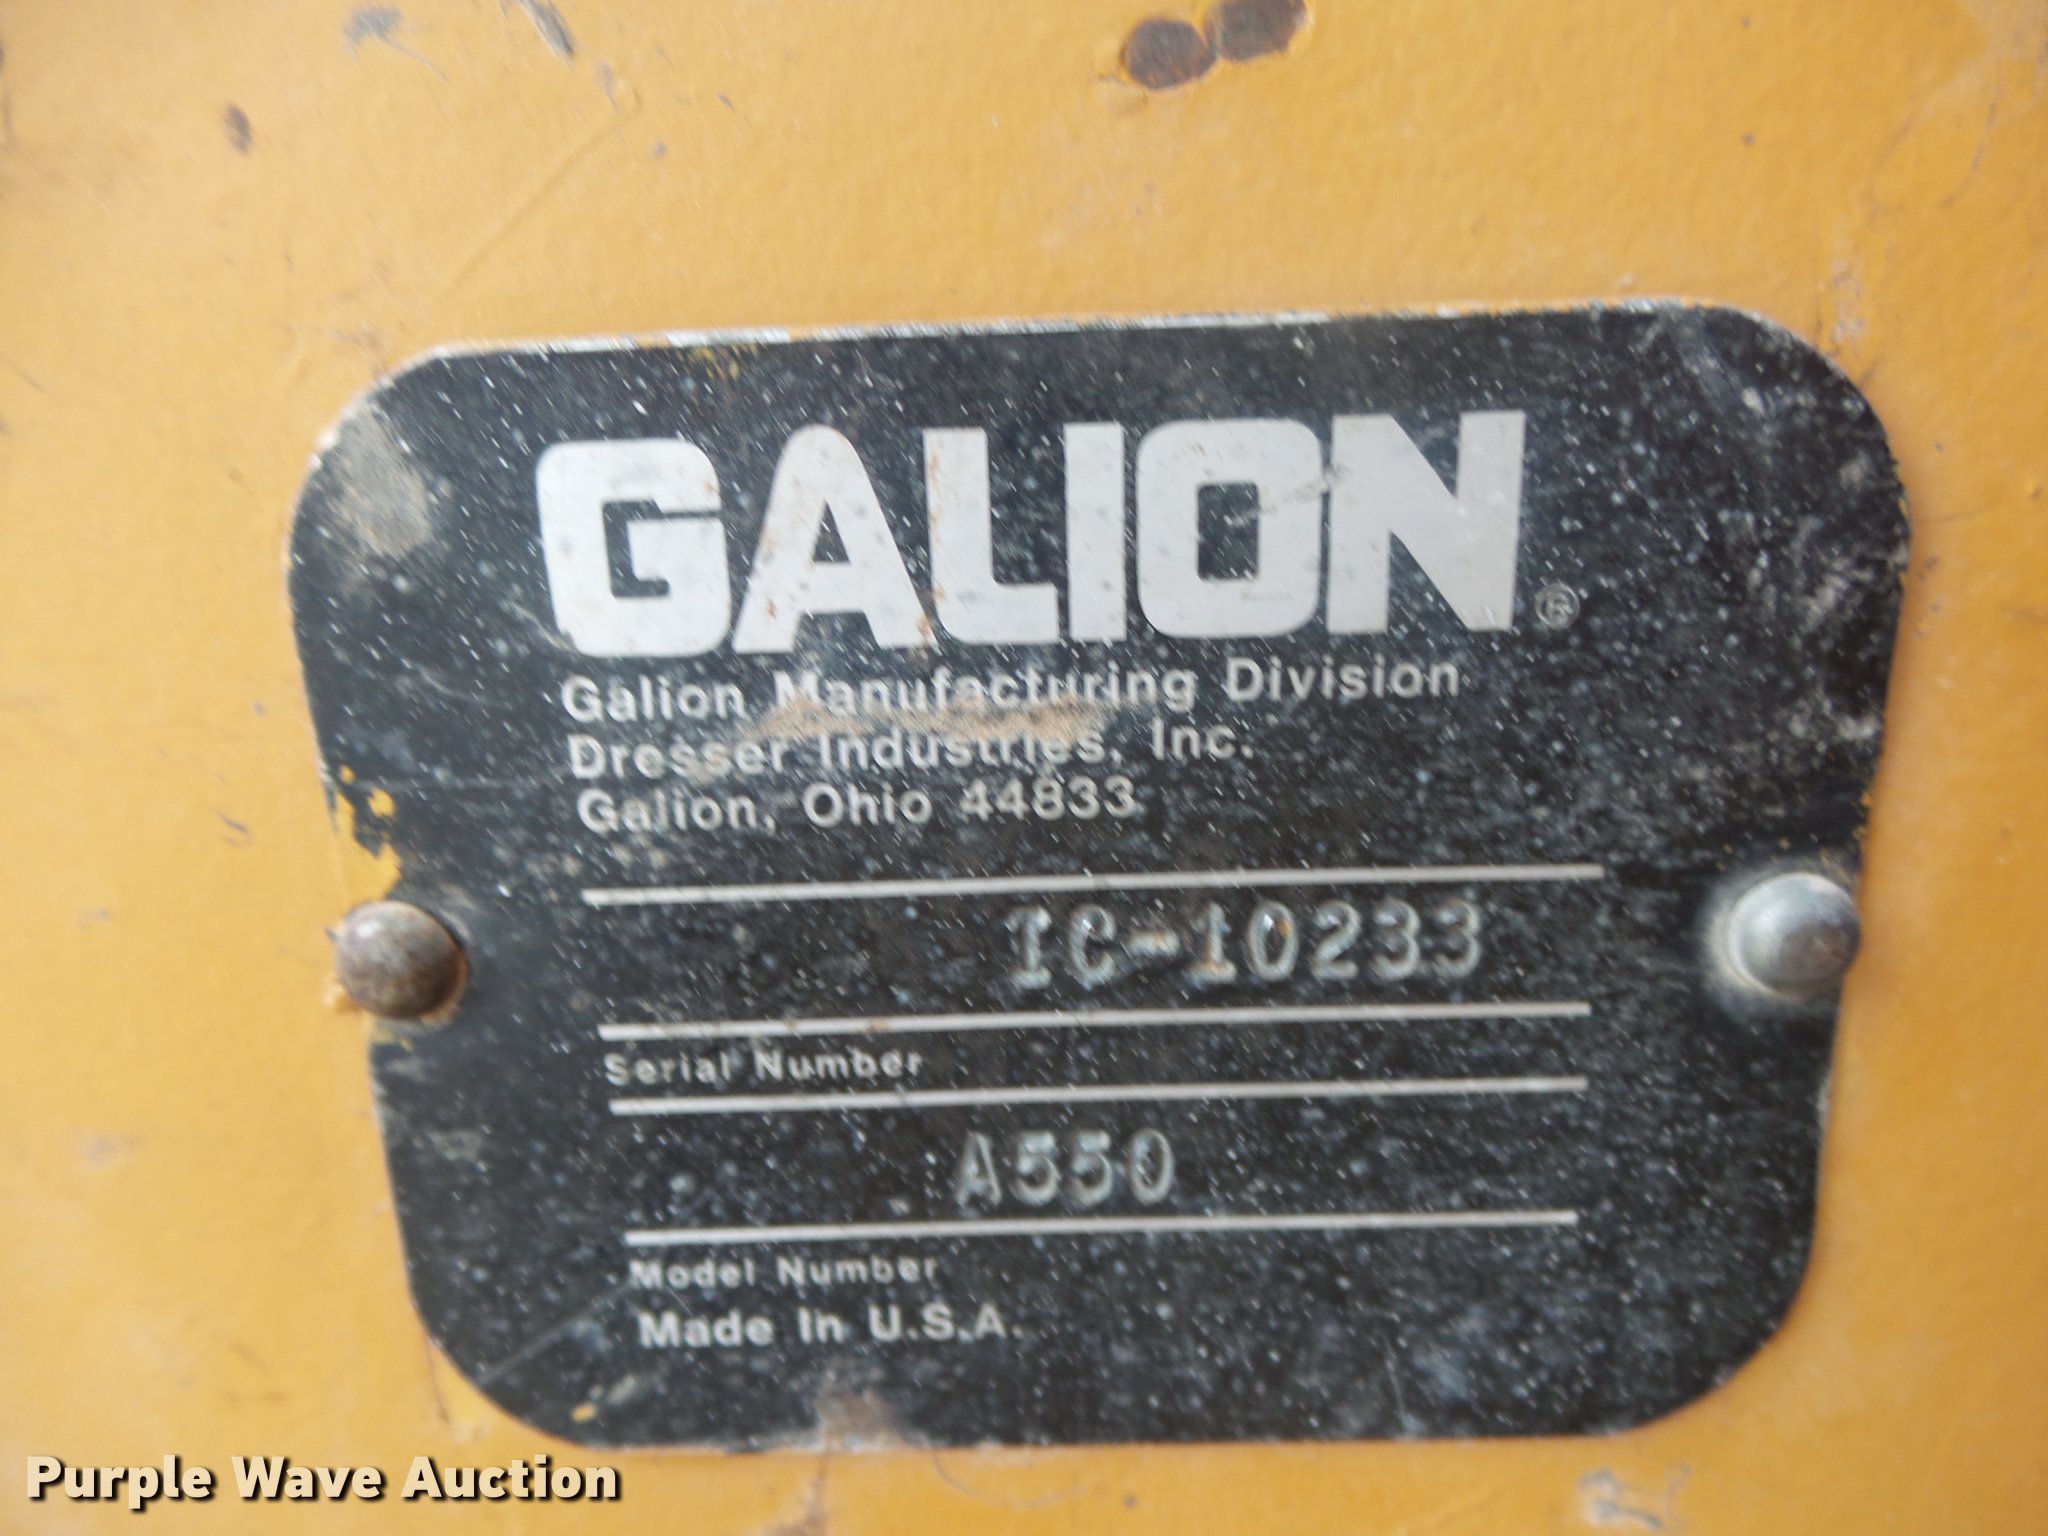 GALION ®
Galion Manufacturing Division
Dresser Industries, Inc.
Galion, Ohio 44833
IC-10233
Serial Number
A550
Model Number
Made In U.S.A.
Purple Wave Auction